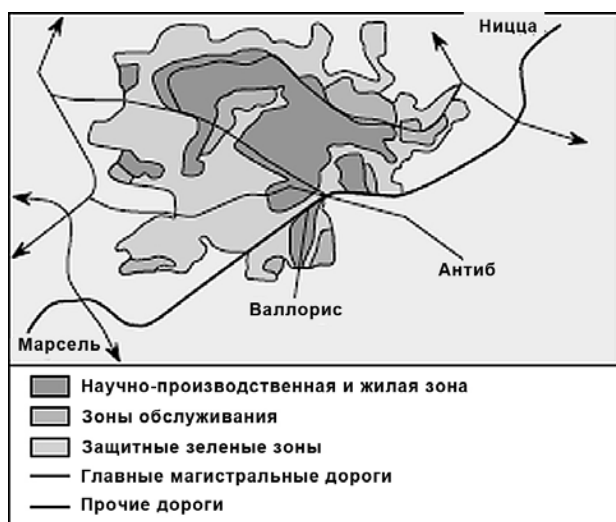 Ницца
Антиб
Валлорис
Марсель
Научно-производственная и жилая зона
Зоны обслуживания
Защитные зеленые зоны
Главные магистральные дороги
Прочие дороги